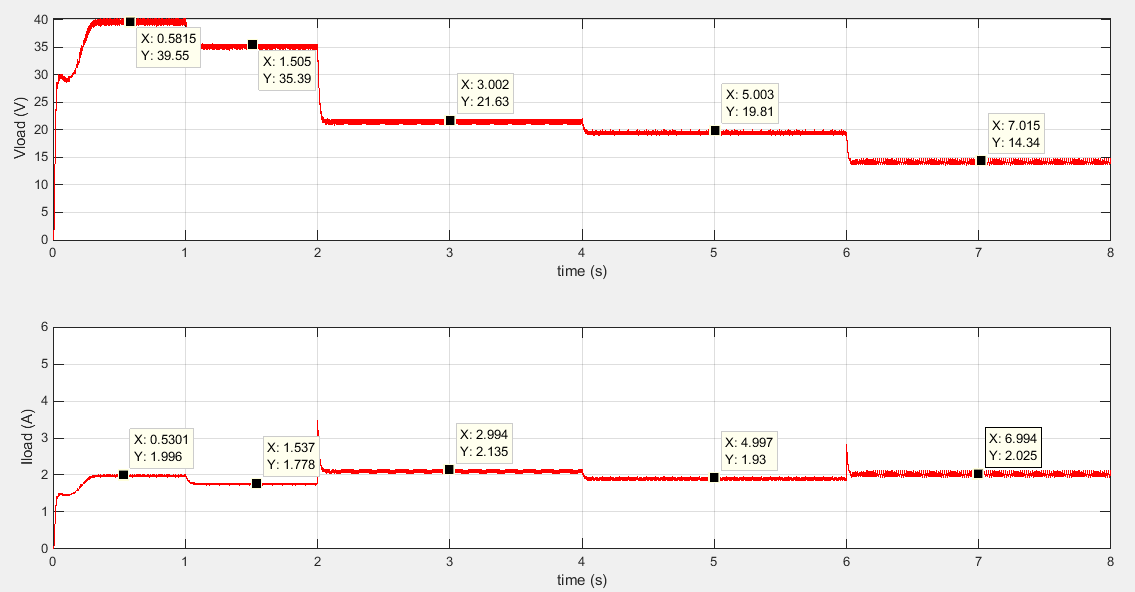 40
35
30
25
20
15
10
5
0
Vload (V)
X: 0.5815
Y: 39.55
X: 1.505
Y: 35.39
X: 3.002
Y: 21.63
X: 5.003
Y: 19.81
X: 7.015
Y: 14.34
0 1 2 3 4 5 6 7 8
time (s)
6
5
4
3
2
1
0
Iload (A)
X: 0.5301
Y: 1.996
X: 1.537
Y: 1.778
X: 2.994
Y: 2.135
X: 4.997
Y: 1.93
X: 6.994
Y: 2.025
0 1 2 3 4 5 6 7 8
time (s)